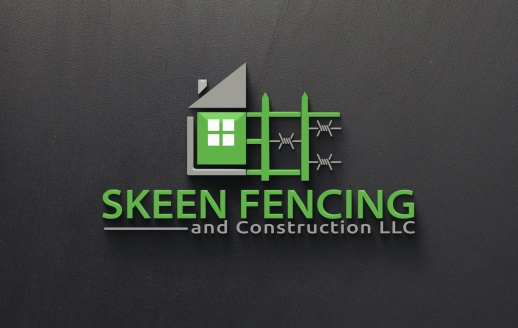 SKEEN FENCING
and Construction LLC